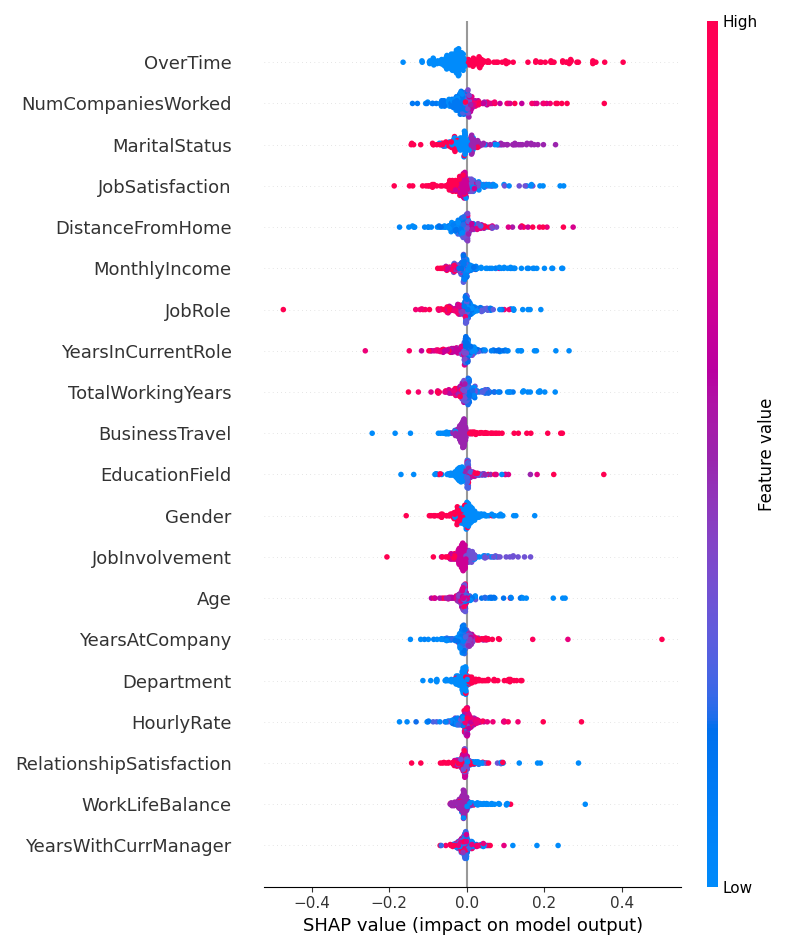 High
OverTime
NumCompaniesWorked
MaritalStatus
JobSatisfaction
DistanceFromHome
MonthlyIncome
JobRole
YearsInCurrentRole
TotalWorkingYears
BusinessTravel
EducationField
Gender
JobInvolvement
Age
YearsAtCompany
Department
HourlyRate
RelationshipSatisfaction
WorkLifeBalance
YearsWithCurrManager
Feature value
Low
−0.4 −0.2 0.0 0.2 0.4
SHAP value (impact on model output)